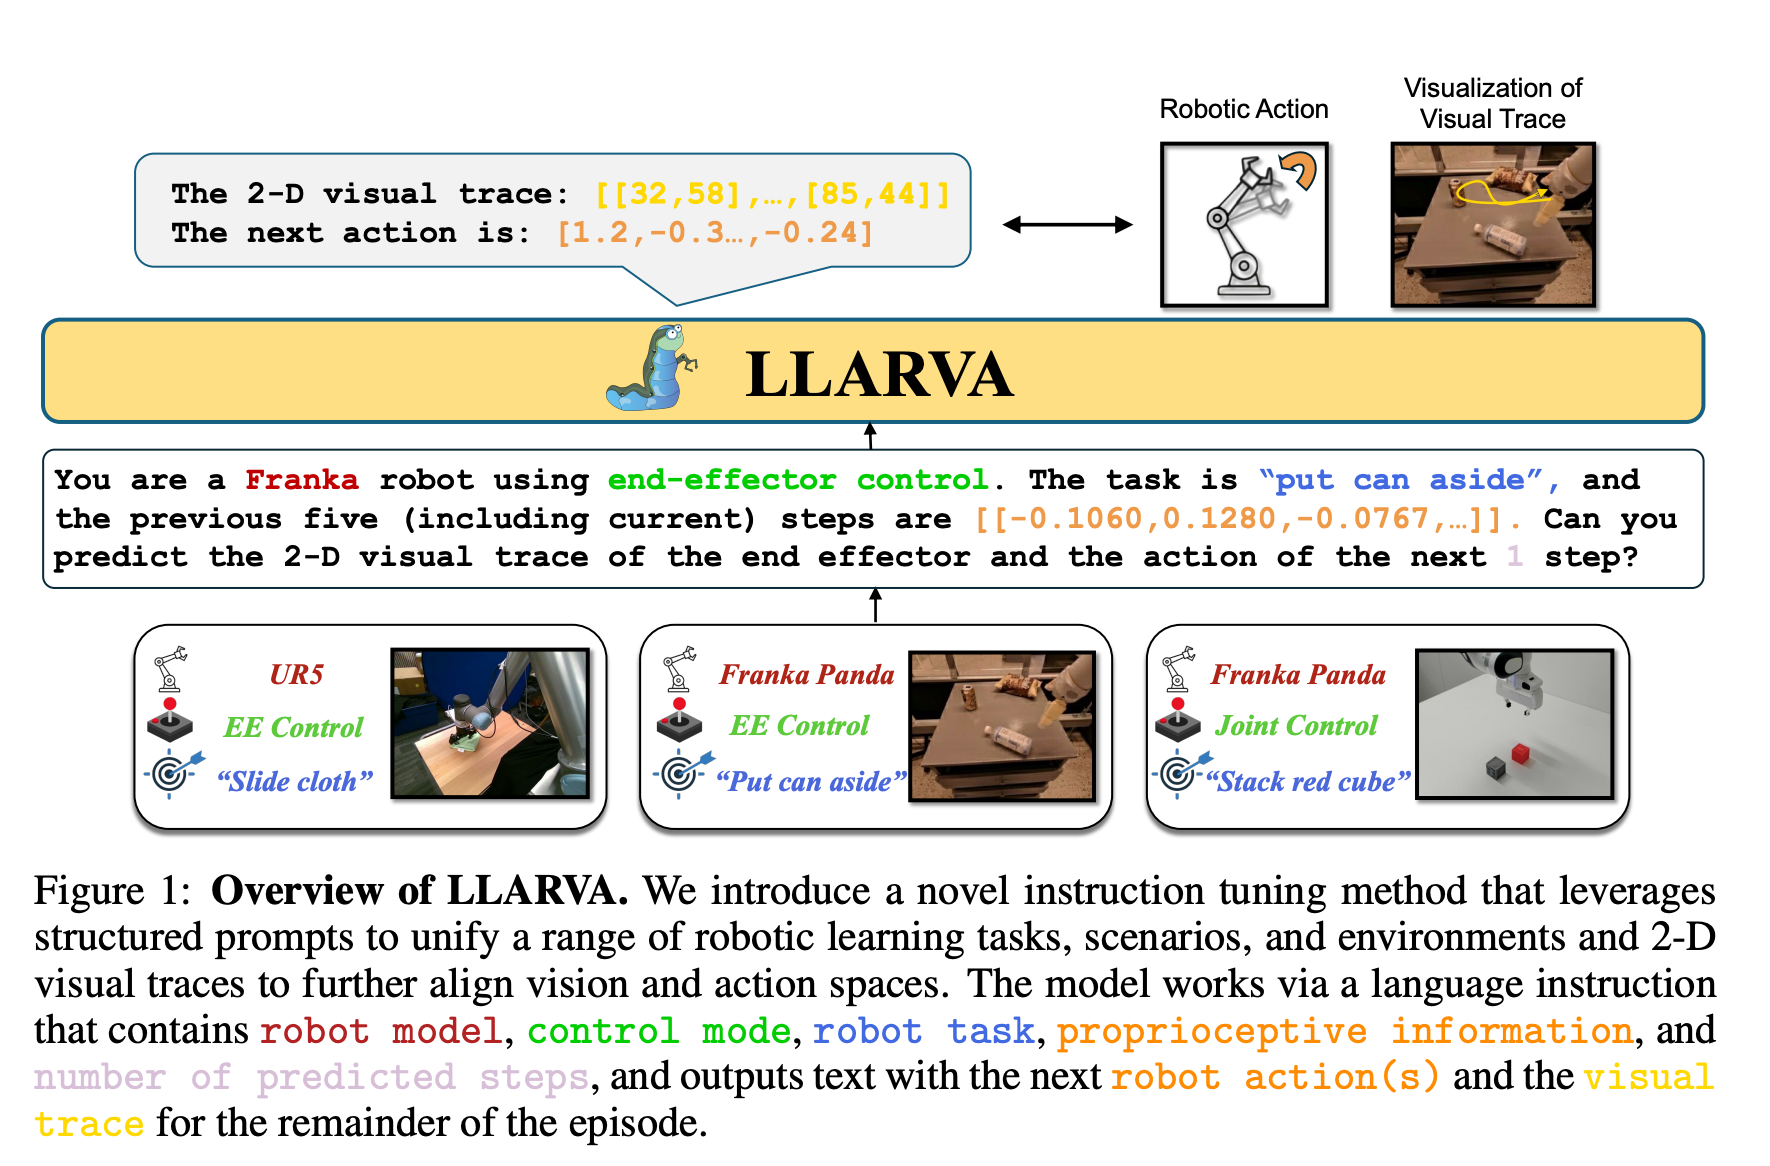 Robotic Action
Visualization of
Visual Trace
The 2-D visual trace: [[32,58],…,[85,44]]
The next action is: [1.2,-0.3…,-0.24]
LLARVA
You are a Franka robot using end-effector control. The task is “put can aside”, and
the previous five (including current) steps are [[-0.1060,0.1280,-0.0767,…]]. Can you
predict the 2-D visual trace of the end effector and the action of the next 1 step?
UR5
EE Control
“Slide cloth”
Franka Panda
EE Control
“Put can aside”
Franka Panda
Joint Control
“Stack red cube”
Figure 1: Overview of LLARVA. We introduce a novel instruction tuning method that leverages
structured prompts to unify a range of robotic learning tasks, scenarios, and environments and 2-D
visual traces to further align vision and action spaces. The model works via a language instruction
that contains robot model, control mode, robot task, proprioceptive information, and
number of predicted steps, and outputs text with the next robot action(s) and the visual
trace for the remainder of the episode.